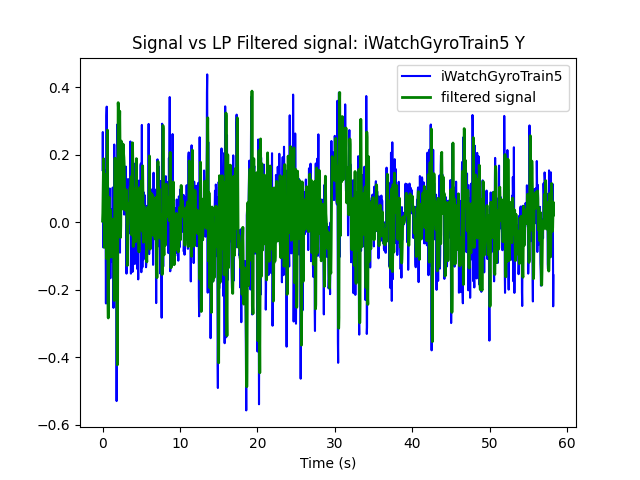 Signal vs LP Filtered signal: iWatchGyroTrain5 Y
iWatchGyroTrain5
filtered signal
0.4
0.2
0.0
−0.2
−0.4
−0.6
0 10 20 30 40 50 60
Time (s)